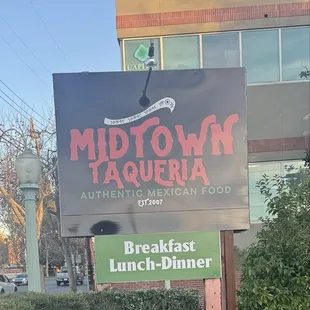 MIDTOWN
TAQUERIA
AUTHENTIC MEXICAN FOOD
EST 2007
Breakfast
Lunch-Dinner